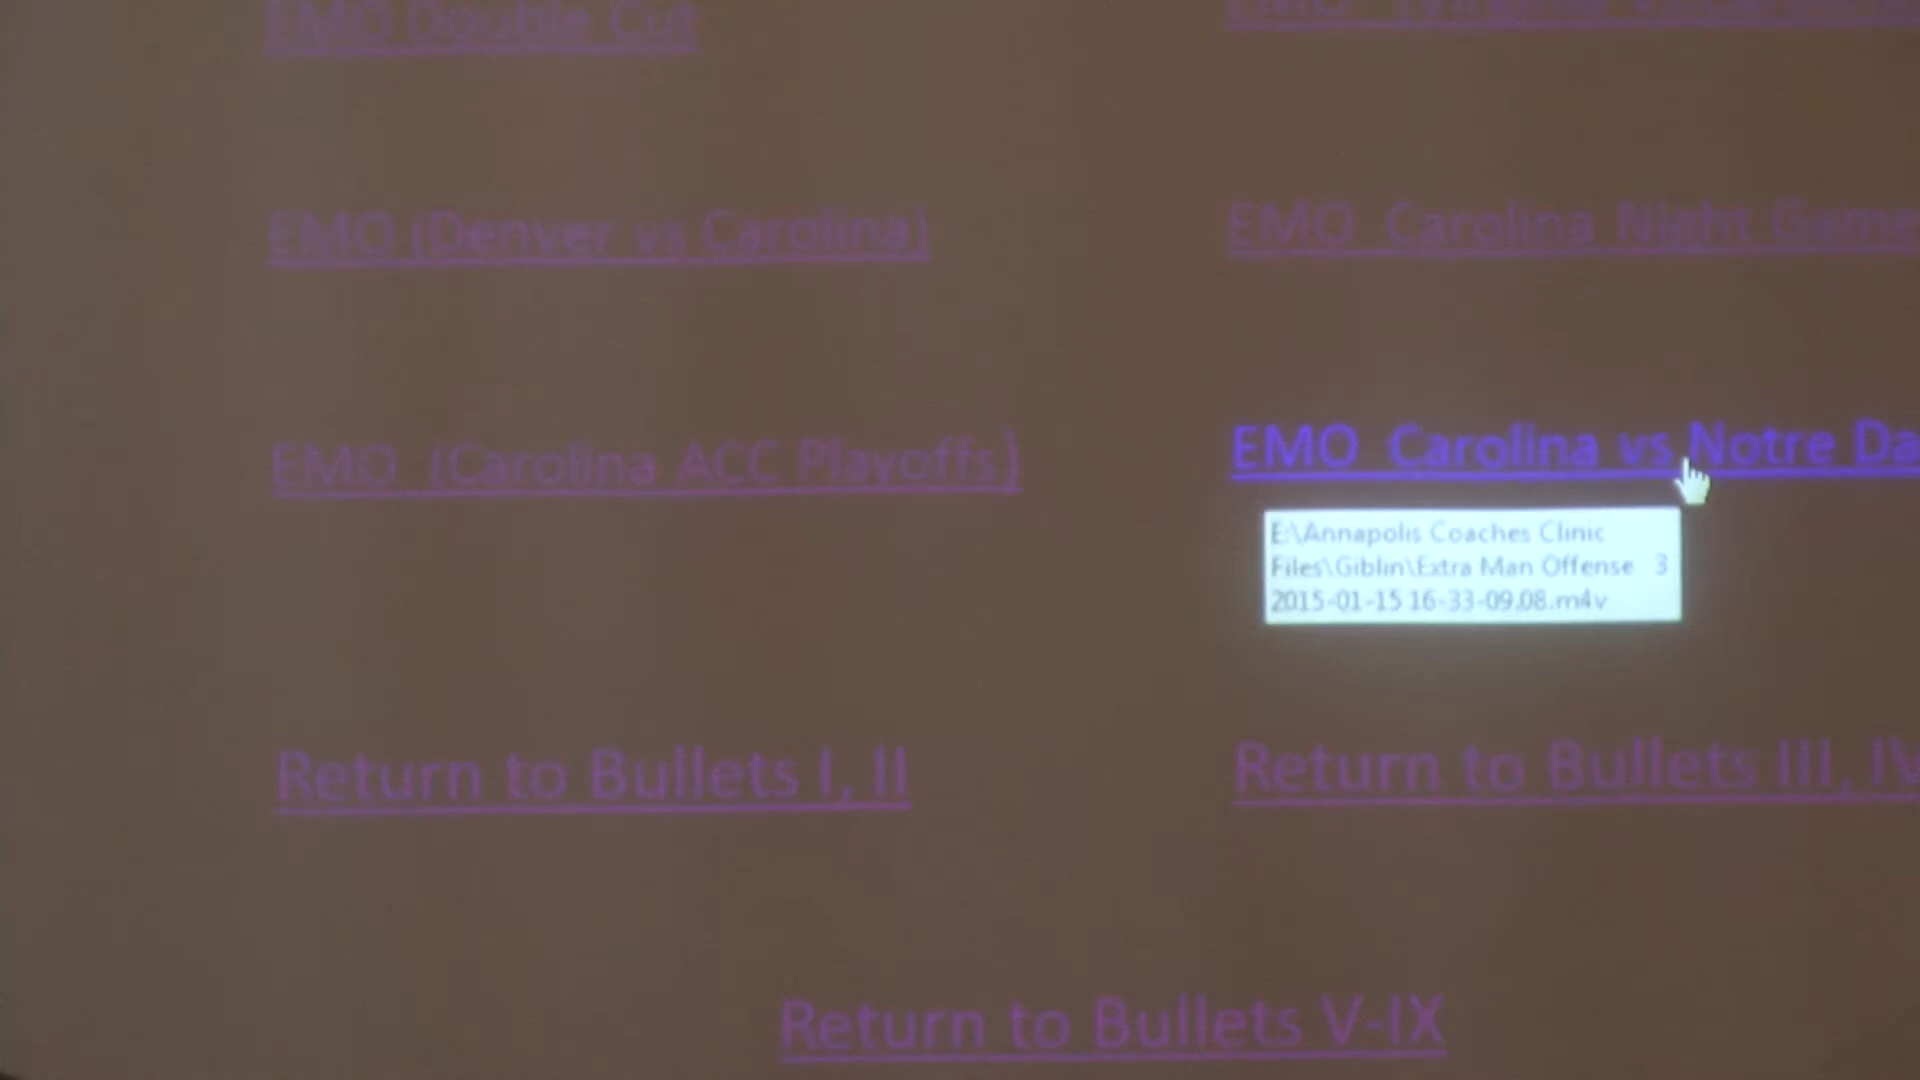 EMO Double Cut
EMO (Virginia
EMO (Denver vs Carolina)
EMO Carolina Night Game
EMO (Carolina ACC Playoffs)
EMO Carolina vs Notre Da
E:\Annapolis Coaches Clinic
Files\Giblin\Extra Man Offense 3
2015-01-15 16-33-09.08.m4v
Return to Bullets I, II
Return to Bullets III, IV
Return to Bullets V-IX